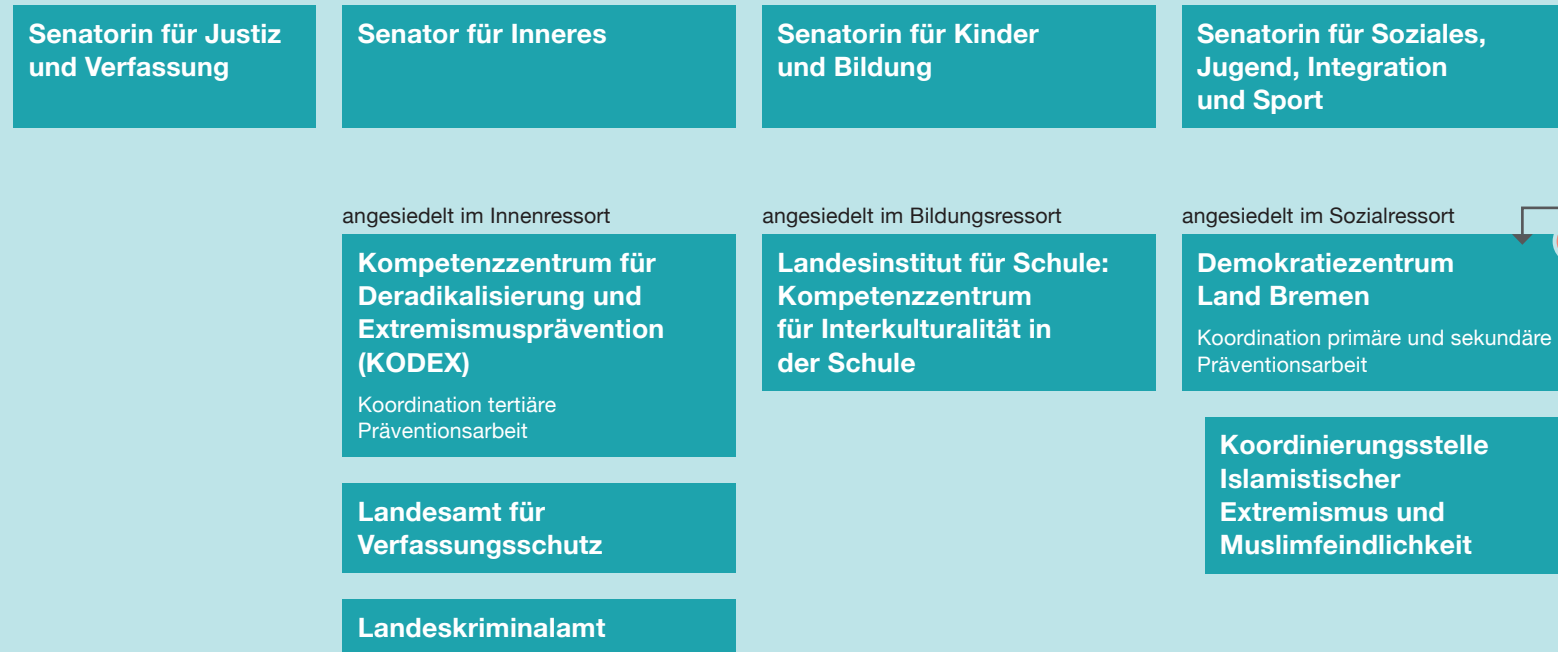 Senatorin für Justiz
und Verfassung
Senator für Inneres
Senatorin für Kinder
und Bildung
Senatorin für Soziales,
Jugend, Integration
und Sport
angesiedelt im Innenressort
Kompetenzzentrum für
Deradikalisierung und
Extremismusprävention
(KODEX)
Koordination tertiäre
Präventionsarbeit
Landesamt für
Verfassungsschutz
Landeskriminalamt
angesiedelt im Bildungsressort
Landesinstitut für Schule:
Kompetenzzentrum
für Interkulturalität in
der Schule
angesiedelt im Sozialressort
Demokratiezentrum
Land Bremen
Koordination primäre und sekundäre
Präventionsarbeit
Koordinierungsstelle
Islamistischer
Extremismus und
Muslimfeindlichkeit